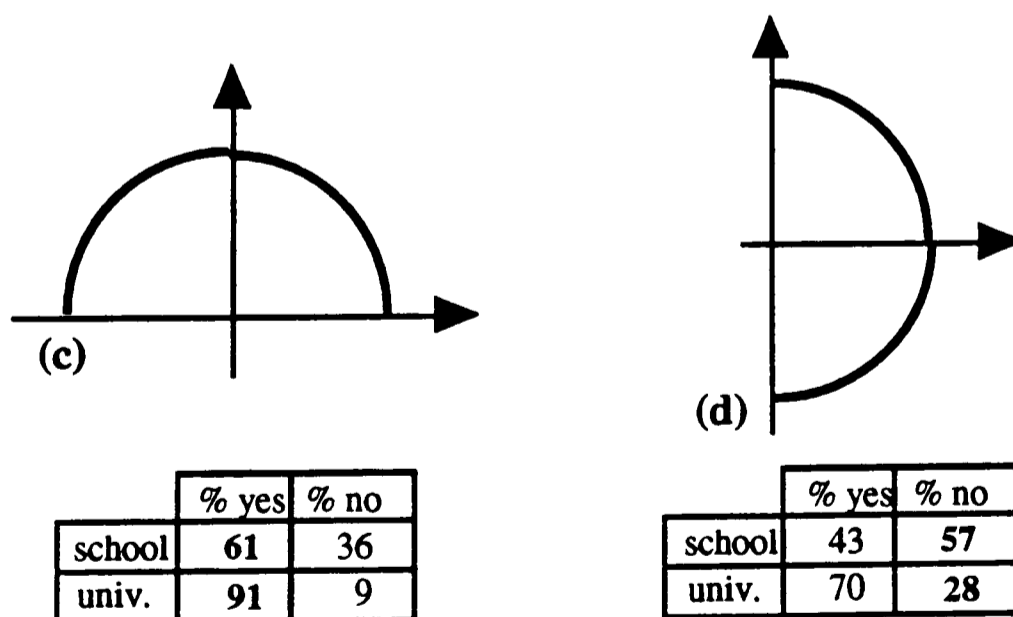 (c)
(d)
% yes % no
school 61 36
univ. 91 9
% yes % no
school 43 57
univ. 70 28